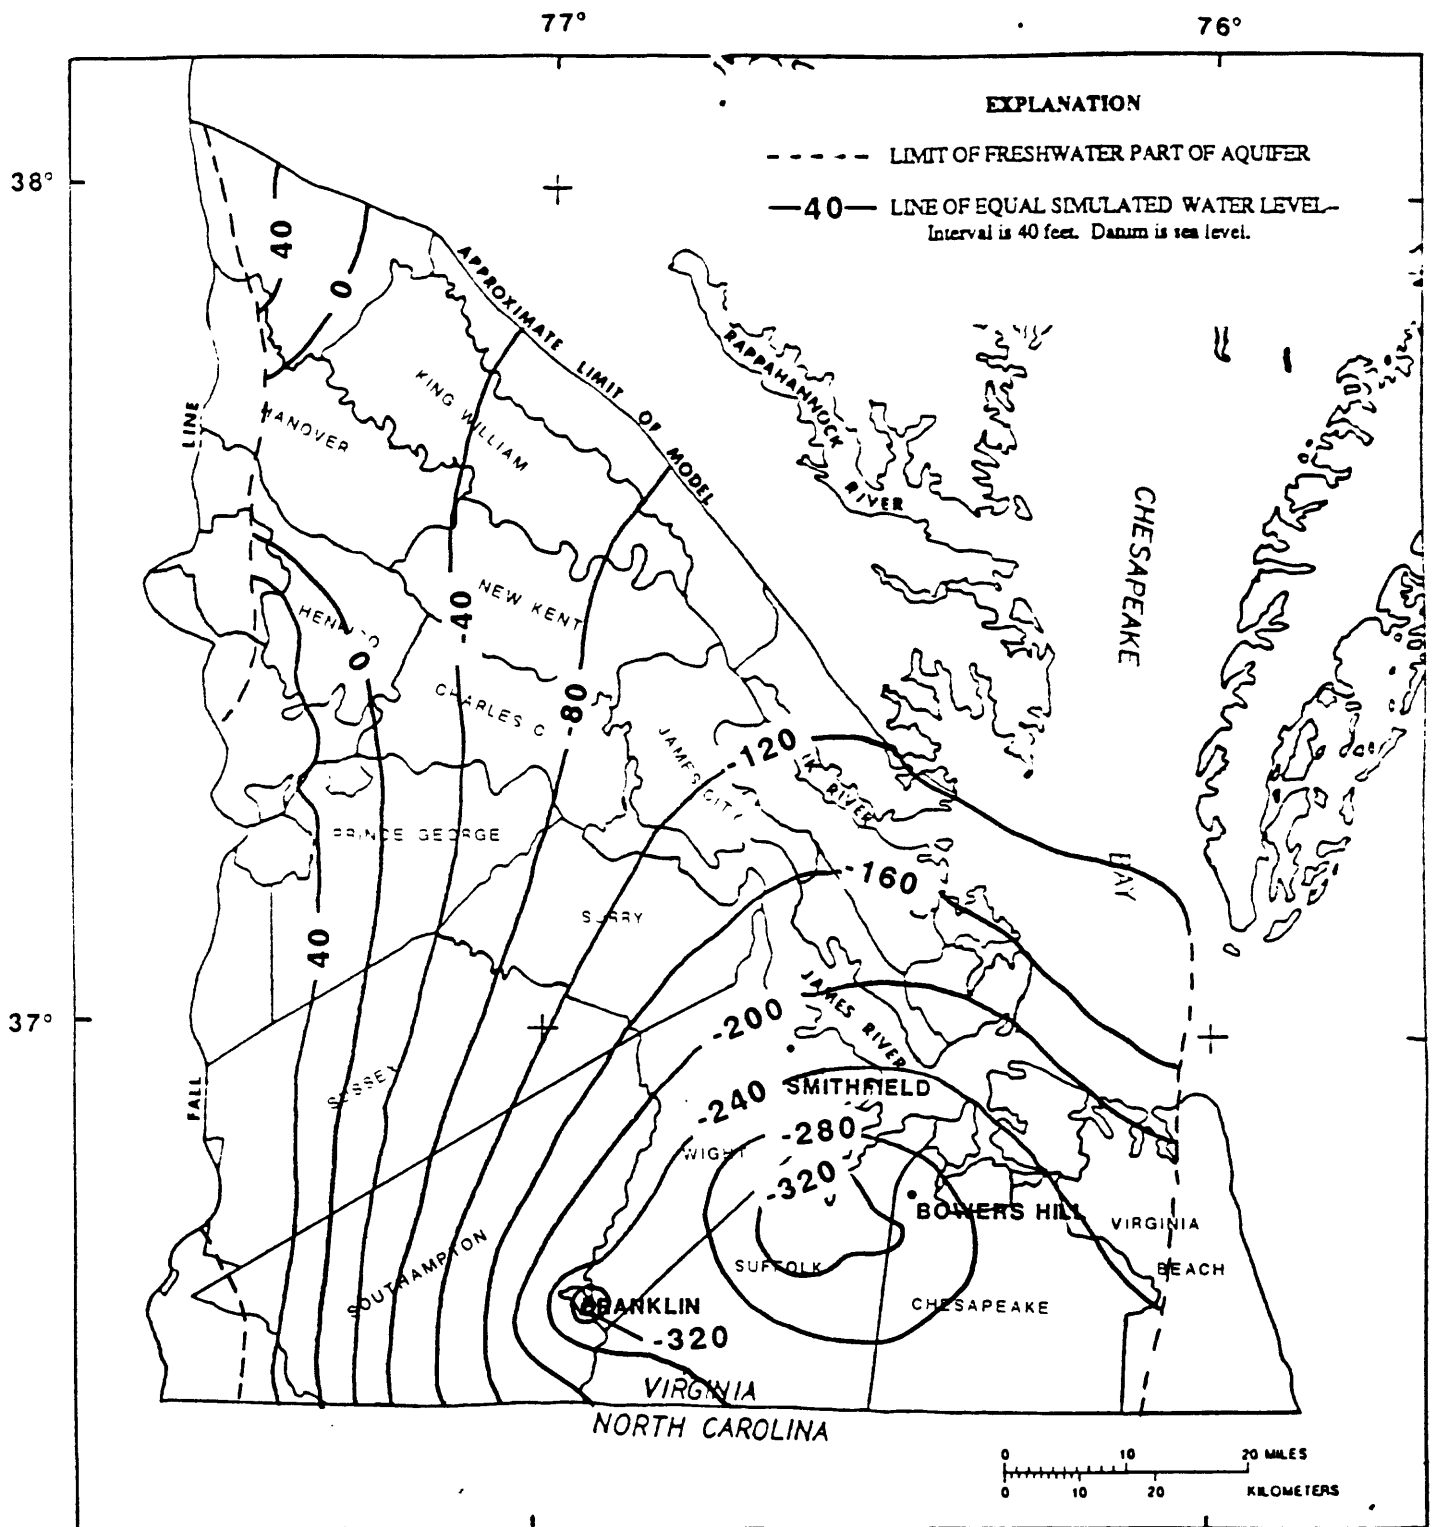 77°
76°
EXPLANATION
LIMIT OF FRESHWATER PART OF AQUIFER
—40— LINE OF EQUAL SIMULATED WATER LEVEL
Interval is 40 feet. Datum is sea level.
38°
40
0
APPROXIMATE LIMIT OF MODEL
RAPPAHANNOCK
RIVER
CHESAPEAKE
BAY
LINE
HANOVER
KING WILLIAM
NEW KENT
-40
0
CHARLES C
-80
JAMES CITY
-120
RIVER
PRINCE GEORGE
-160
SURRY
40
37°
-200
JAMES RIVER
FALL
SUSSEX
-240
SMITHFIELD
-280
WIGHT
-320
BOWERS HILL
VIRGINIA
BEACH
SOUTHAMPTON
SUFFOLK
FRANKLIN
CHESAPEAKE
-320
VIRGINIA
NORTH CAROLINA
0 10 20 MILES
0 10 20 KILOMETERS